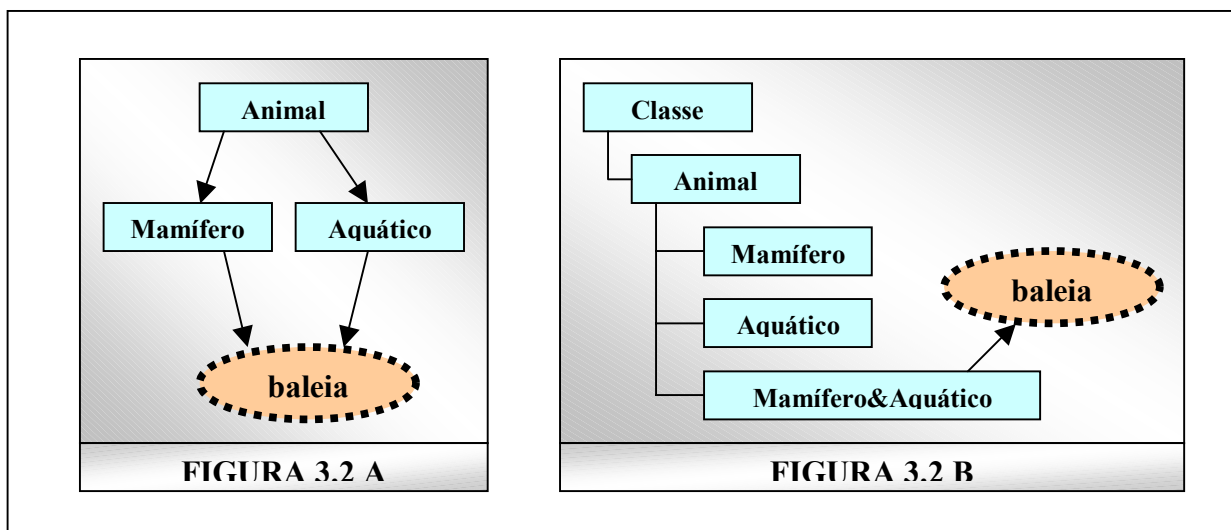 Animal
Mamífero Aquático
baleia
FIGURA 3.2 A
Classe
Animal
Mamífero
Aquático
Mamífero&Aquático
baleia
FIGURA 3.2 B